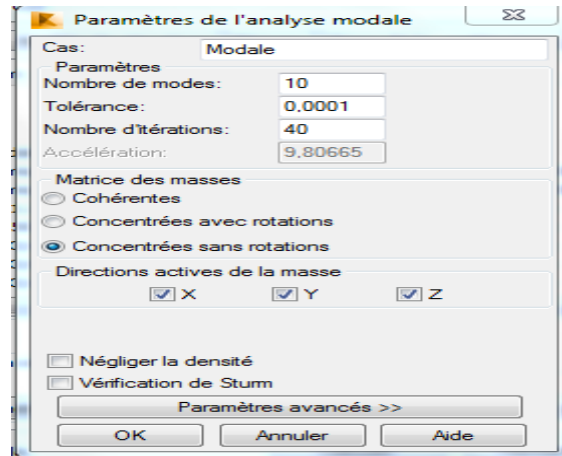 Paramètres de l'analyse modale
Cas: Modale
Paramètres
Nombre de modes: 10
Tolérance: 0,0001
Nombre d'itérations: 40
Accélération: 9,80665
Matrice des masses
Cohérentes
Concentrées avec rotations
Concentrées sans rotations
Directions actives de la masse
X Y Z
Négliger la densité
Vérification de Sturm
Paramètres avancés >>
OK Annuler Aide